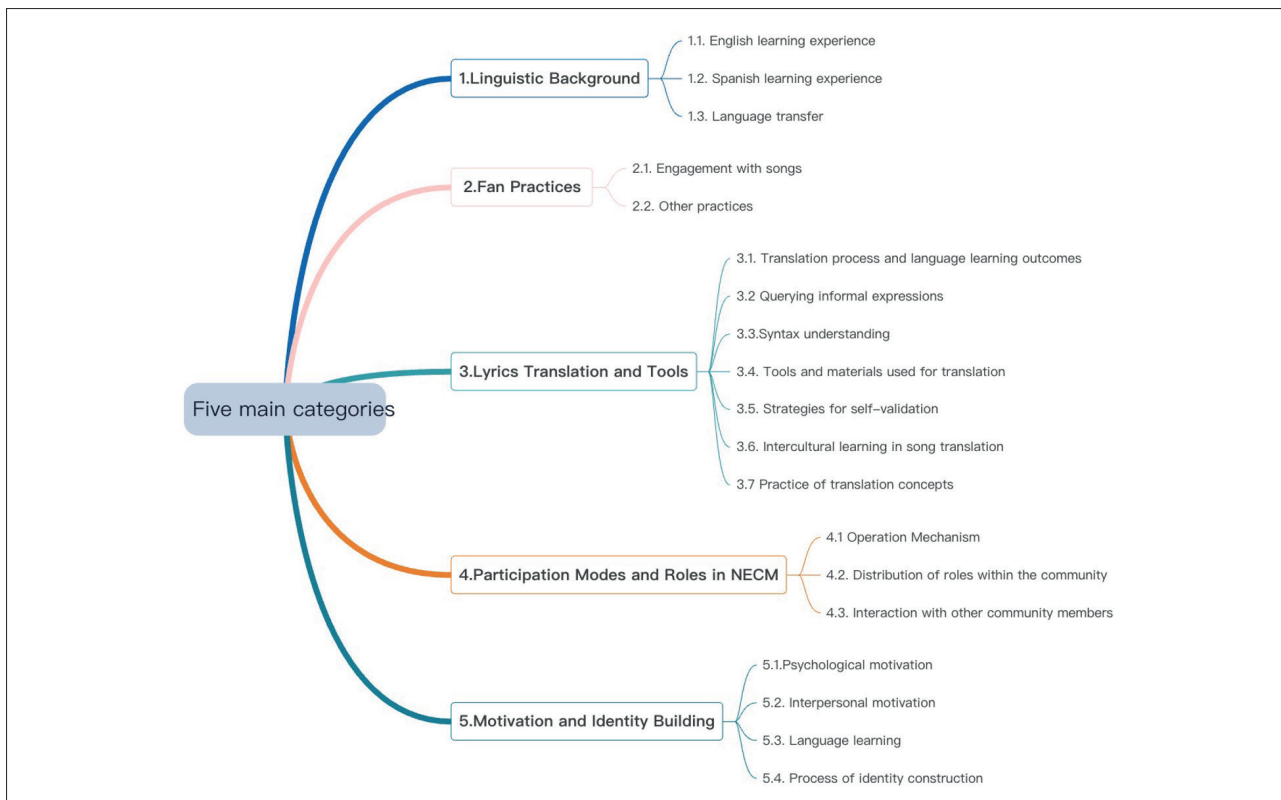 1.Linguistic Background
1.1. English learning experience
1.2. Spanish learning experience
1.3. Language transfer
2.Fan Practices
2.1. Engagement with songs
2.2. Other practices
Five main categories
3.Lyrics Translation and Tools
3.1. Translation process and language learning outcomes
3.2 Querying informal expressions
3.3.Syntax understanding
3.4. Tools and materials used for translation
3.5. Strategies for self-validation
3.6. Intercultural learning in song translation
3.7 Practice of translation concepts
4.Participation Modes and Roles in NECM
4.1 Operation Mechanism
4.2. Distribution of roles within the community
4.3. Interaction with other community members
5.Motivation and Identity Building
5.1.Psychological motivation
5.2. Interpersonal motivation
5.3. Language learning
5.4. Process of identity construction